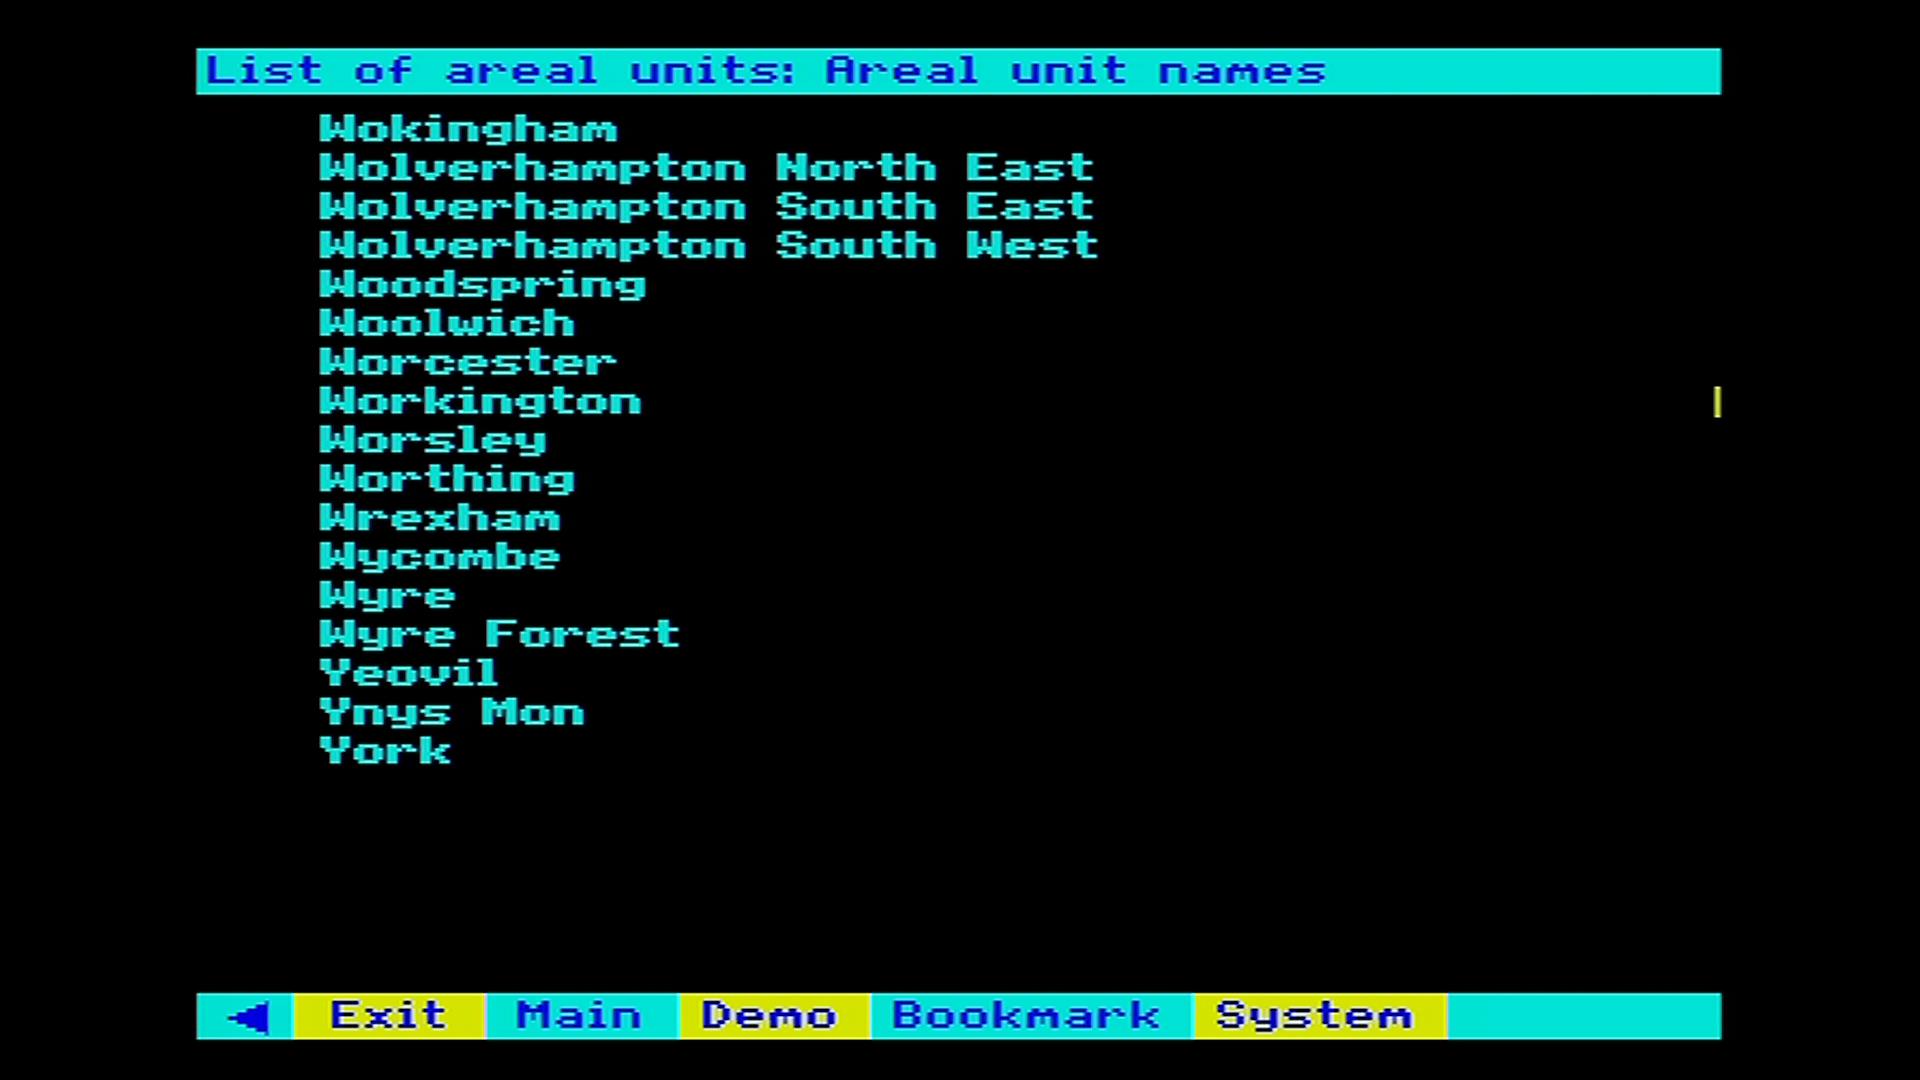 List of areal units: Areal unit names
Wokingham
Wolverhampton North East
Wolverhampton South East
Wolverhampton South West
Woodspring
Woolwich
Worcester
Workington
Worsley
Worthing
Wrexham
Wycombe
Wyre
Wyre Forest
Yeovil
Ynys Mon
York
Exit Main Demo Bookmark System